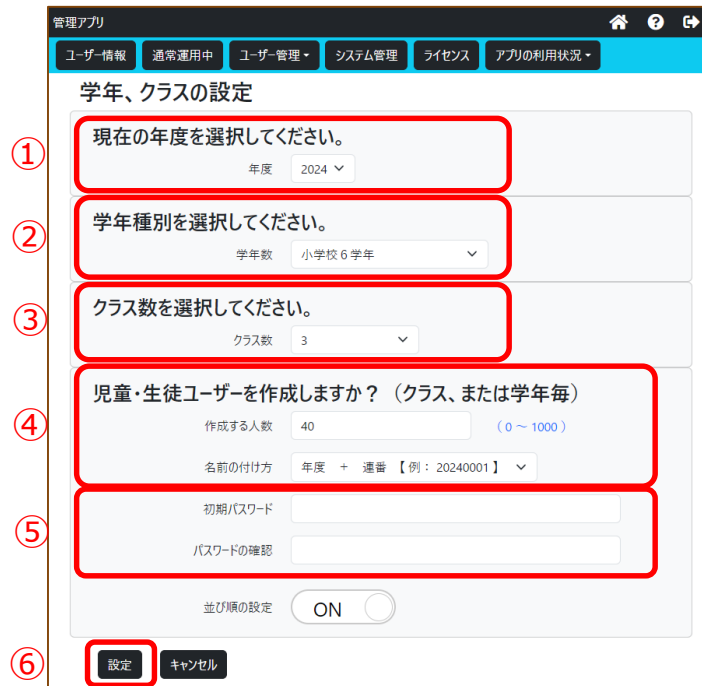 管理アプリ
ユーザー情報 通常運用中 ユーザー管理 システム管理 ライセンス アプリの利用状況
学年、クラスの設定
① 現在の年度を選択してください。
年度 2024
② 学年種別を選択してください。
学年数 小学校6学年
③ クラス数を選択してください。
クラス数 3
④ 児童・生徒ユーザーを作成しますか？（クラス、または学年毎）
作成する人数 40 （0～1000）
名前の付け方 年度 + 連番 【例：20240001】
⑤ 初期パスワード
パスワードの確認
並び順の設定 ON
⑥ 設定 キャンセル